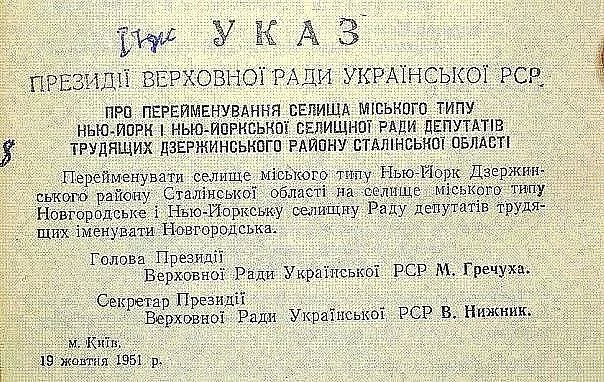 УКАЗ
ПРЕЗИДІЇ ВЕРХОВНОЇ РАДИ УКРАЇНСЬКОЇ РСР
ПРО ПЕРЕЙМЕНУВАННЯ СЕЛИЩА МІСЬКОГО ТИПУ
НЬЮ-ЙОРК І НЬЮ-ЙОРКСЬКОЇ СЕЛИЩНОЇ РАДИ ДЕПУТАТІВ
ТРУДЯЩИХ ДЗЕРЖИНСЬКОГО РАЙОНУ СТАЛІНСЬКОЇ ОБЛАСТІ
Перейменувати селище міського типу Нью-Йорк Дзержин-
ського району Сталінської області на селище міського типу
Новгородське і Нью-Йоркську селищну Раду депутатів трудя-
щих іменувати Новгородська.
Голова Президії
Верховної Ради Української РСР М. Гречуха.
Секретар Президії
Верховної Ради Української РСР В. Нижник.
м. Київ.
19 жовтня 1951 р.